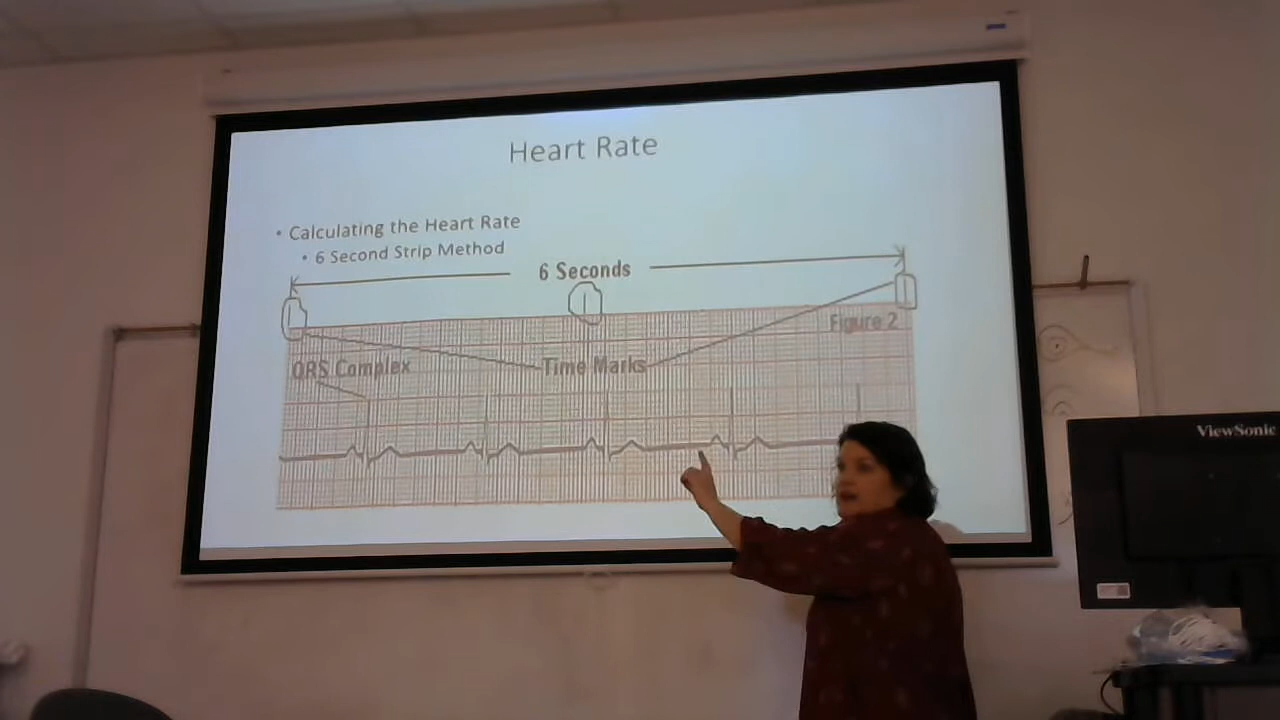 Heart Rate
• Calculating the Heart Rate
• 6 Second Strip Method
6 Seconds
Figure 2
QRS Complex
Time Marks
ViewSonic